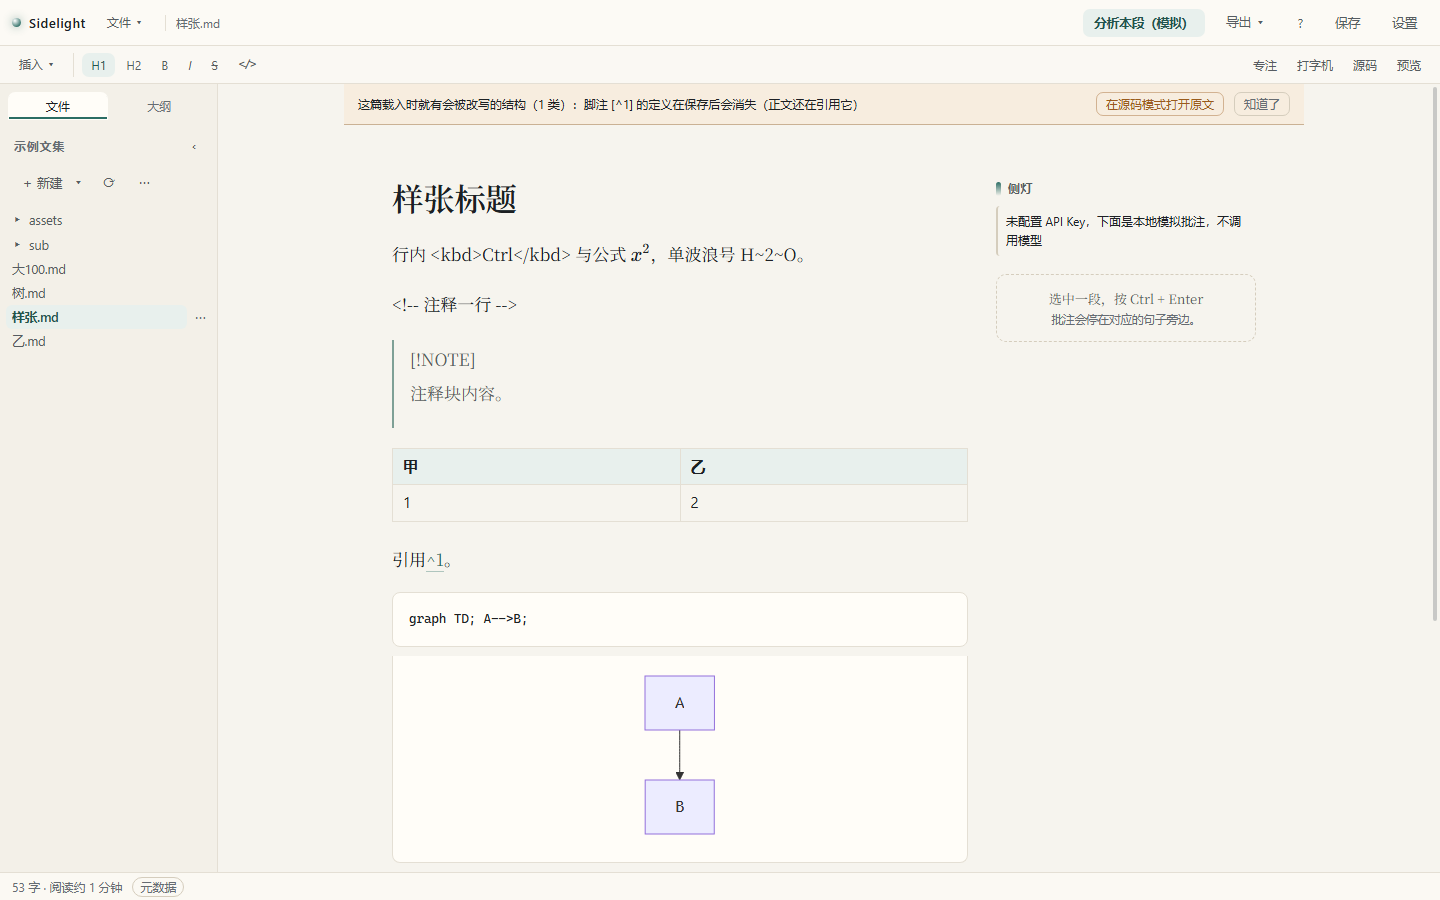 Sidelight 文件 样张.md 分析本段（模拟） 导出 ? 保存 设置
插入 H1 H2 B I S </> 专注 打字机 源码 预览
文件 大纲
这篇载入时就有会被改写的结构（1 类）：脚注 [^1] 的定义在保存后会消失（正文还在引用它） 在源码模式打开原文 知道了
示例文集
+ 新建 ...
assets
sub
大100.md
树.md
样张.md ...
乙.md
样张标题
行内 <kbd>Ctrl</kbd> 与公式 x², 单波浪号 H~2~O。
<!-- 注释一行 -->
[!NOTE]
注释块内容。
甲 乙
1 2
引用^1。
graph TD; A-->B;
A
B
侧灯
未配置 API Key，下面是本地模拟批注，不调
用模型
选中一段，按 Ctrl + Enter
批注会停在对应的句子旁边。
53 字 · 阅读约 1 分钟 元数据